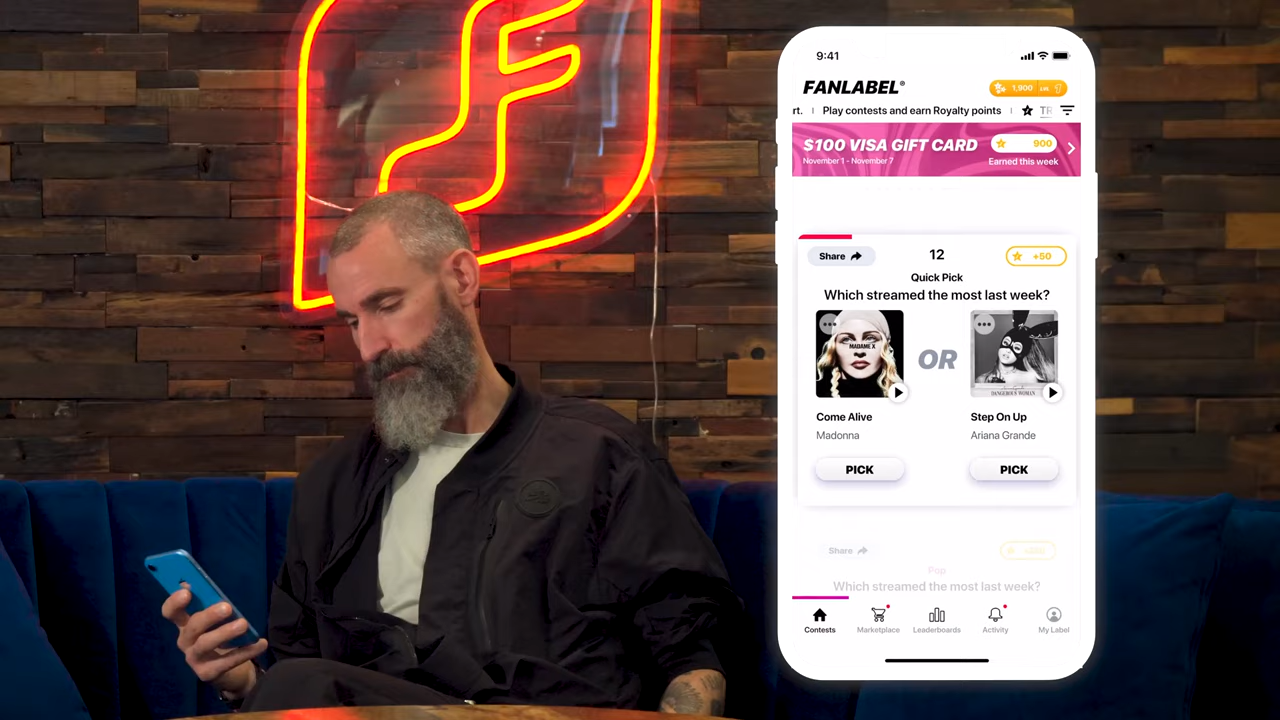 9:41
FANLABEL®
1,900
rt. | Play contests and earn Royalty points | TR
$100 VISA GIFT CARD
900
November 1 - November 7
Earned this week
Share
12
+50
Quick Pick
Which streamed the most last week?
MADAME X
OR
DANGEROUS WOMAN
Come Alive
Step On Up
Madonna
Ariana Grande
PICK
PICK
Share
Pop
Which streamed the most last week?
Contests
Marketplace
Leaderboards
Activity
My Label